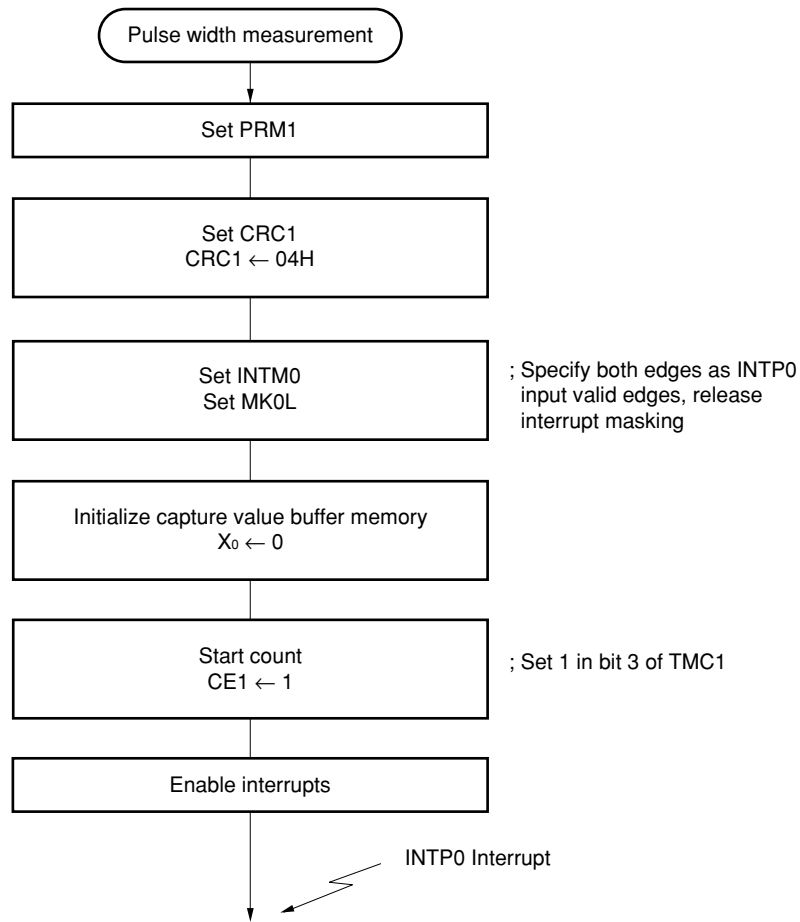 Pulse width measurement
Set PRM1
Set CRC1
CRC1 ← 04H
Set INTM0
Set MK0L
; Specify both edges as INTP0
input valid edges, release
interrupt masking
Initialize capture value buffer memory
X₀ ← 0
Start count
CE1 ← 1
; Set 1 in bit 3 of TMC1
Enable interrupts
INTP0 Interrupt